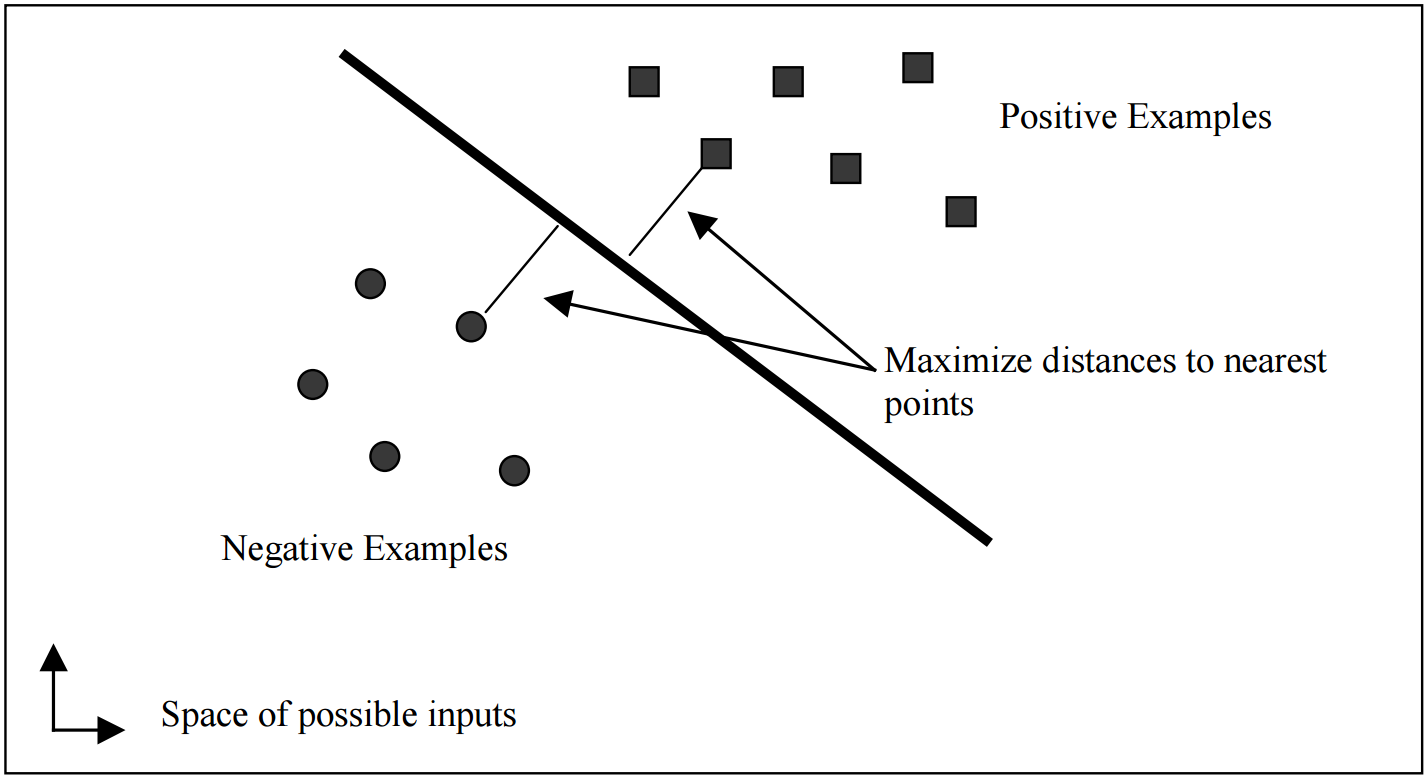 Positive Examples
Maximize distances to nearest
points
Negative Examples
Space of possible inputs